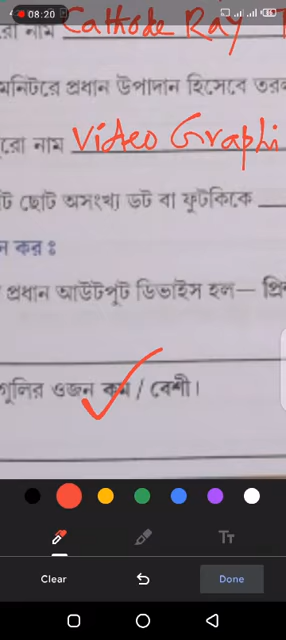 08:20
রো নাম Cathode Ray T
মনিটরে প্রধান উপাদান হিসেবে তরল
রো নাম Video Graphi
টি ছোট অসংখ্য ডট বা ফুটকিকে
ন কর ঃ
প্রধান আউটপুট ডিভাইস হল— প্রি
গুলির ওজন কম / বেশী।
Clear
Done